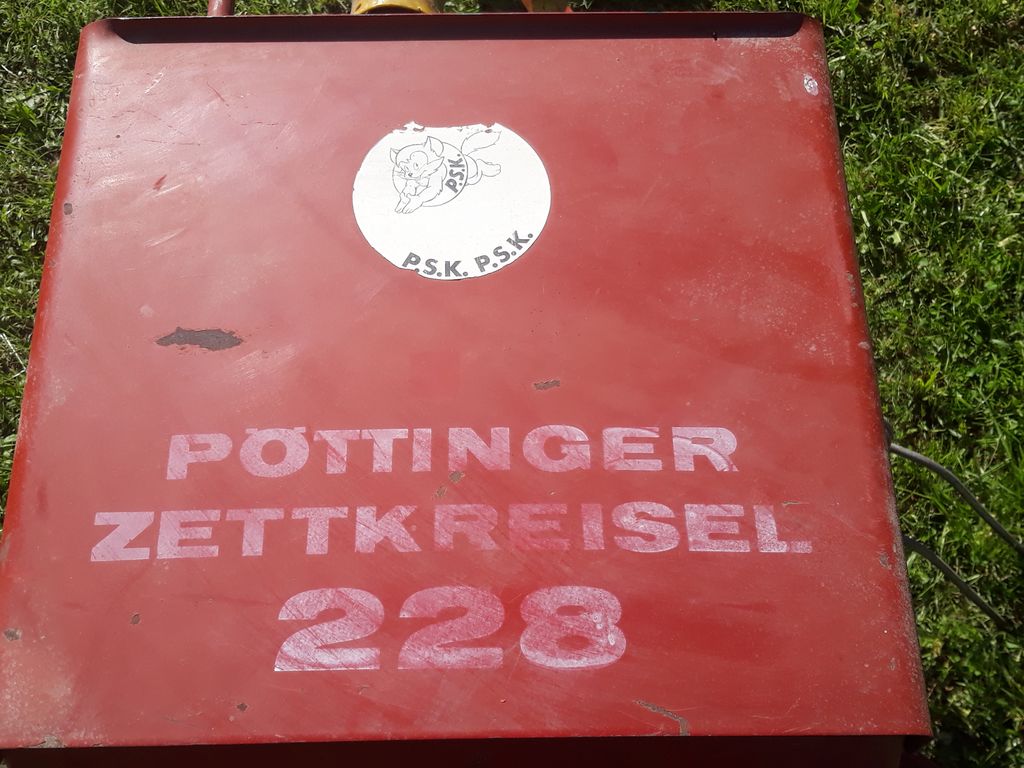 P.S.K.
P.S.K. P.S.K.
PÖTTINGER
ZETTKREISEL
228